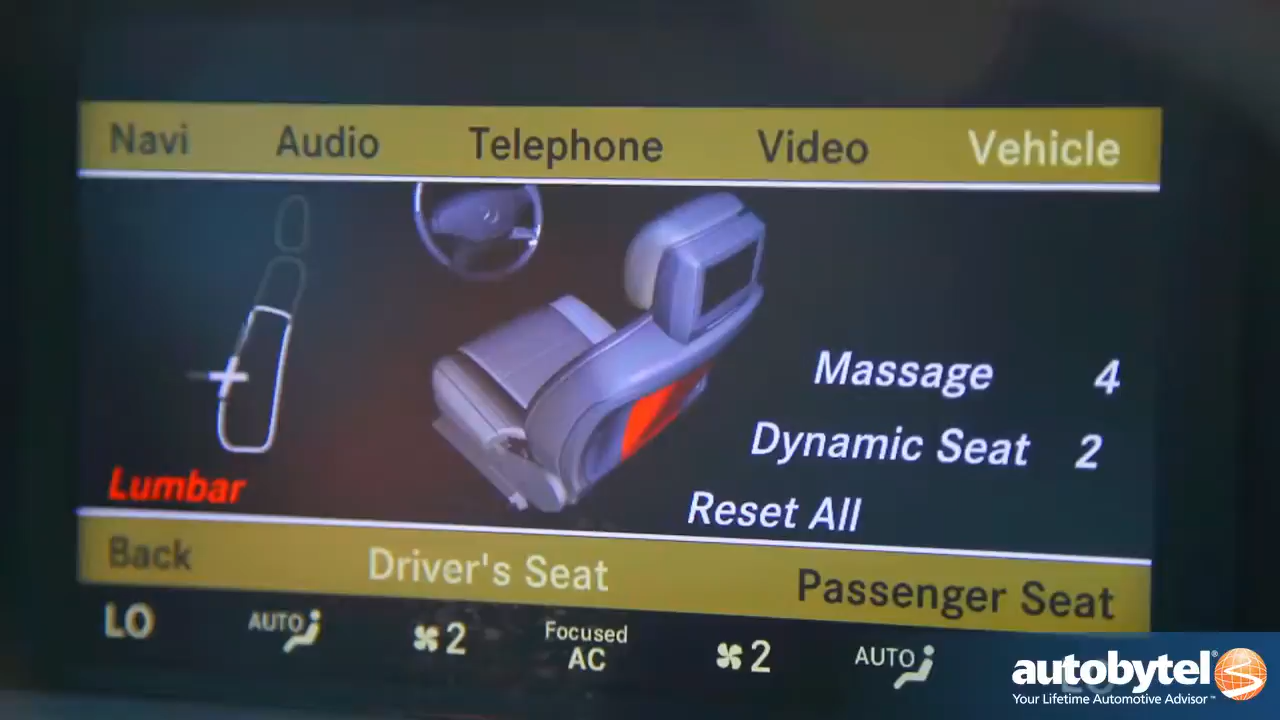 Navi Audio Telephone Video Vehicle
Massage 4
Dynamic Seat 2
Lumbar
Reset All
Back Driver's Seat Passenger Seat
LO AUTO 2 Focused AC 2 AUTO
autobytel
Your Lifetime Automotive Advisor